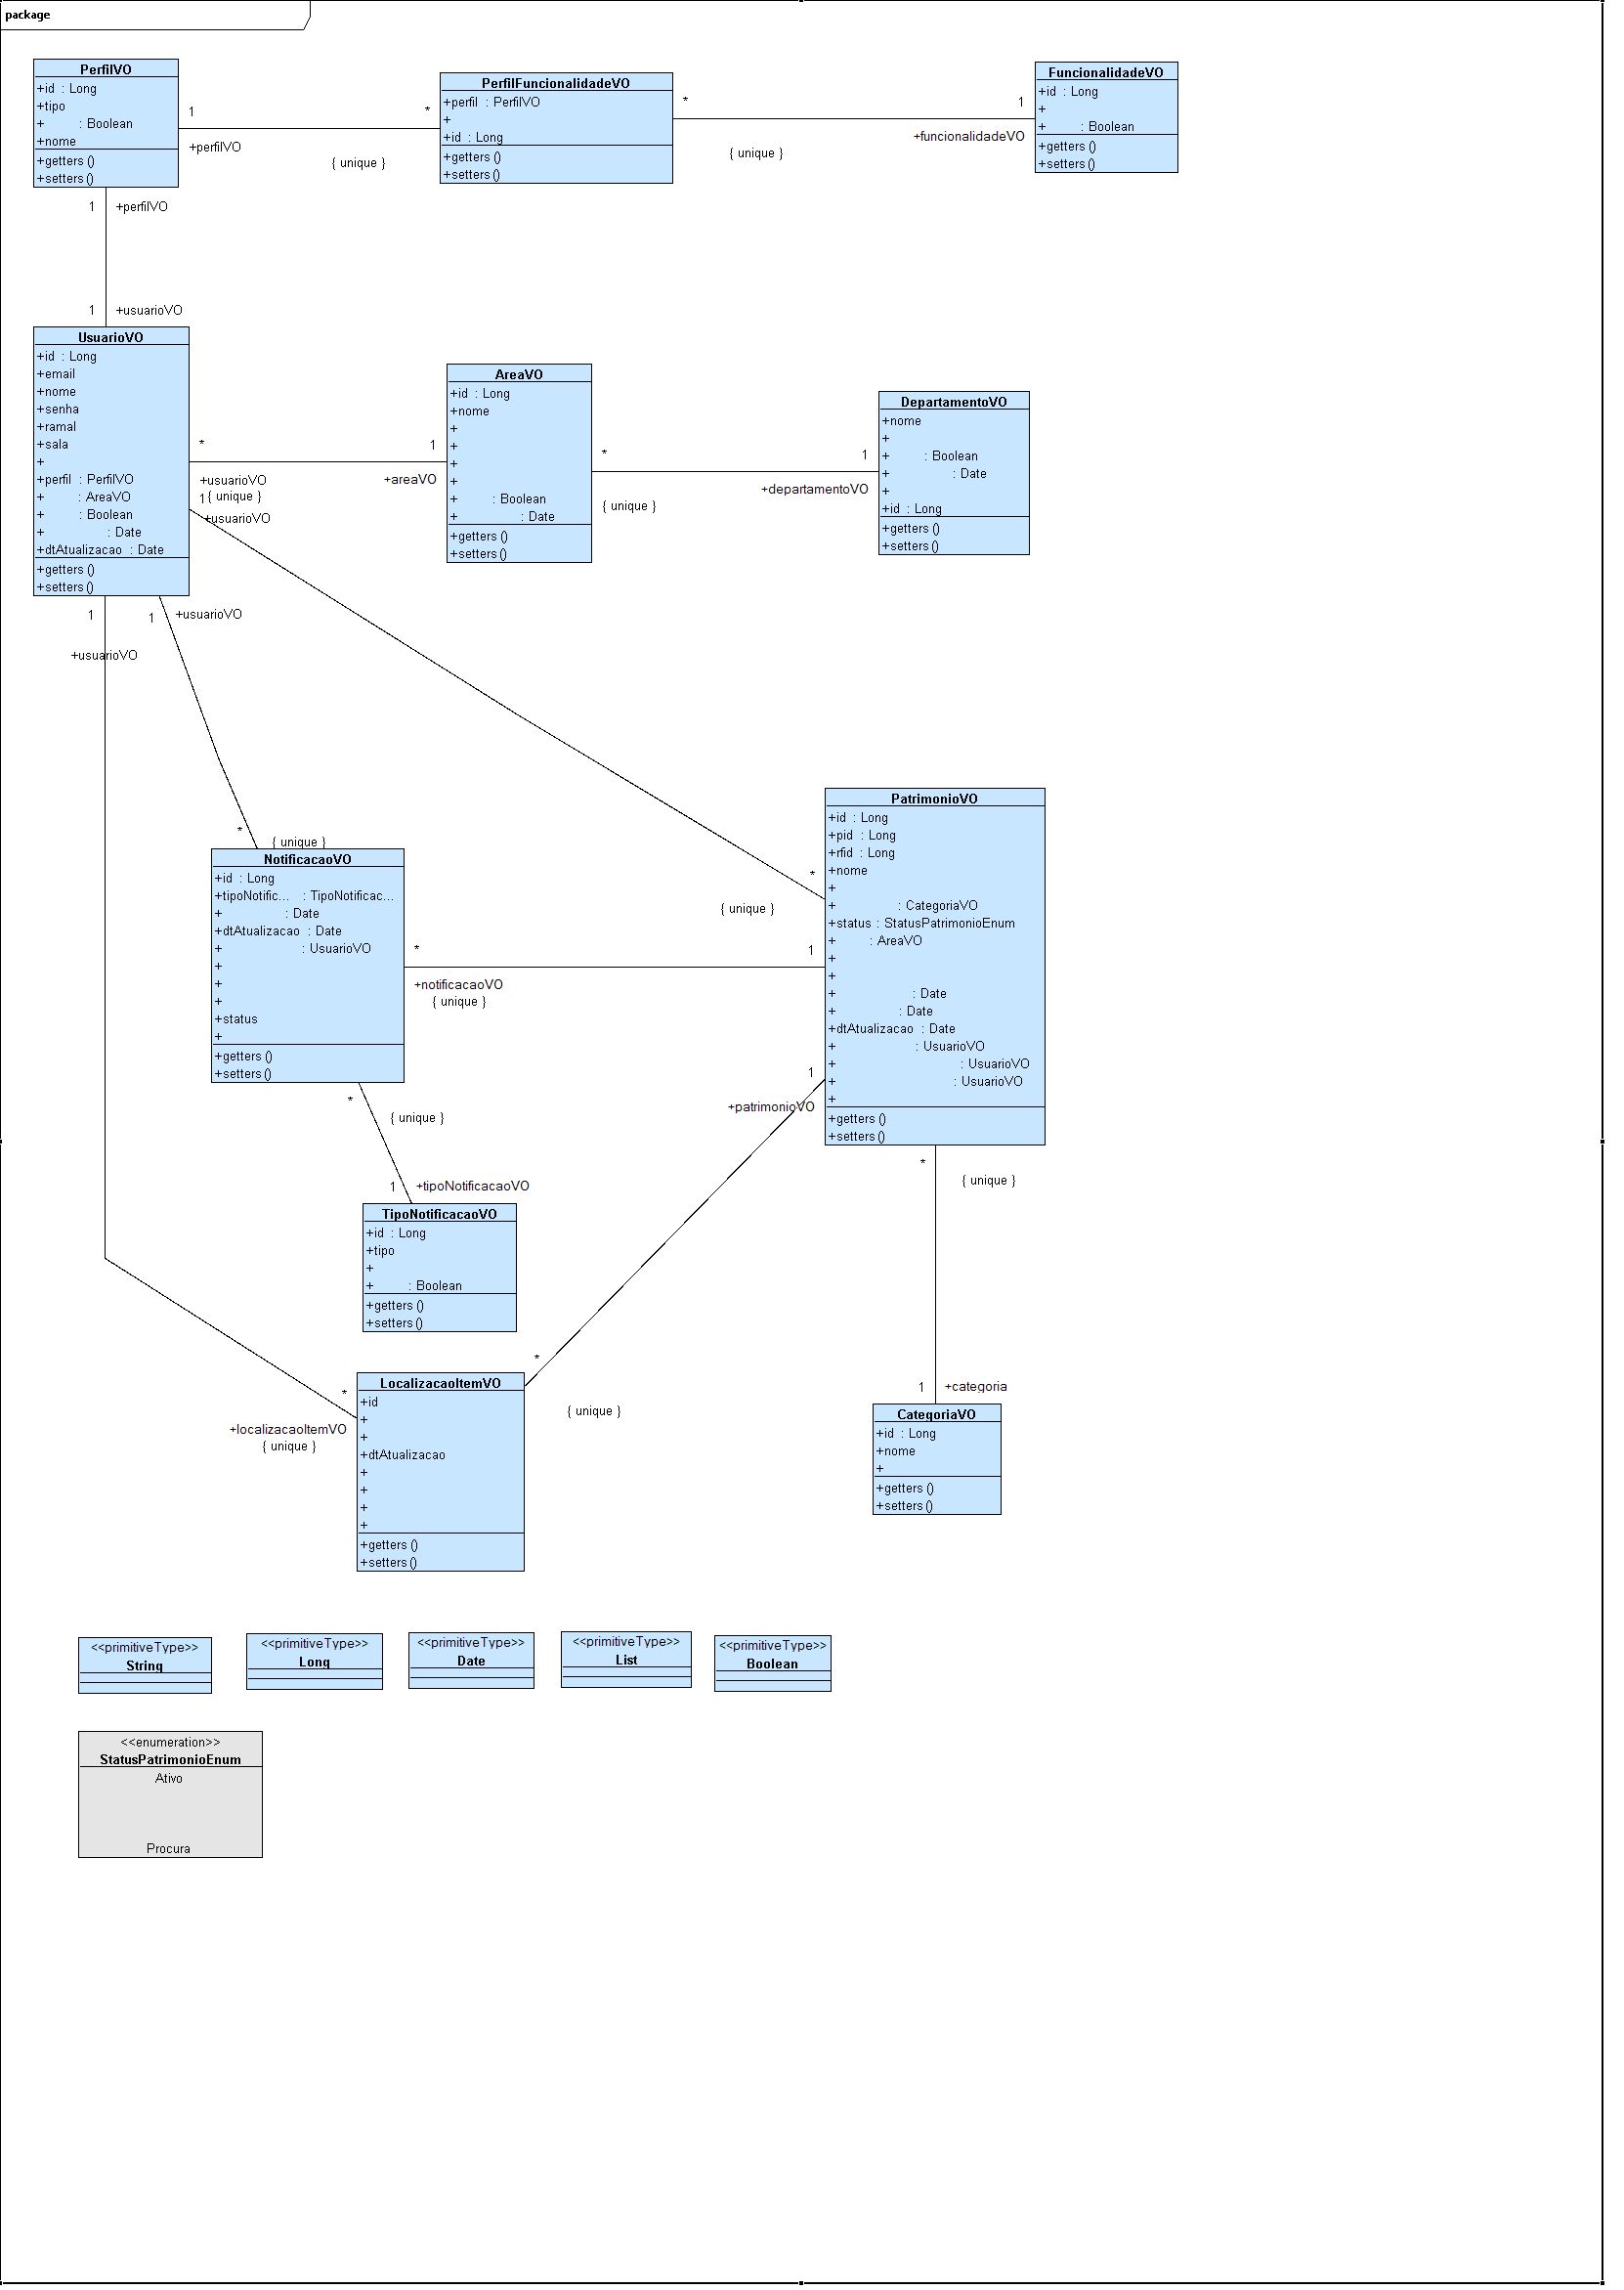 package
PerfilVO
+id : Long
+tipo
+ : Boolean
+nome
+getters ()
+setters ()
1
+perfilVO
*
{ unique }
PerfilFuncionalidadeVO
+perfil : PerfilVO
+
+id : Long
+getters ()
+setters ()
*
{ unique }
1
+funcionalidadeVO
FuncionalidadeVO
+id : Long
+
+ : Boolean
+getters ()
+setters ()
1
+perfilVO
1
+usuarioVO
UsuarioVO
+id : Long
+email
+nome
+senha
+ramal
+sala
+
+perfil : PerfilVO
+ : AreaVO
+ : Boolean
+ : Date
+dtAtualizacao : Date
+getters ()
+setters ()
*
+usuarioVO
{ unique }
1
+usuarioVO
1
+areaVO
AreaVO
+id : Long
+nome
+
+
+
+
+ : Boolean
+ : Date
+getters ()
+setters ()
*
{ unique }
1
+departamentoVO
DepartamentoVO
+nome
+
+ : Boolean
+ : Date
+
+id : Long
+getters ()
+setters ()
1
+usuarioVO
1
+usuarioVO
*
{ unique }
NotificacaoVO
+id : Long
+tipoNotific... : TipoNotificac...
+ : Date
+dtAtualizacao : Date
+ : UsuarioVO
+
+
+
+status
+
+getters ()
+setters ()
*
+notificacaoVO
{ unique }
*
{ unique }
1
1
+patrimonioVO
PatrimonioVO
+id : Long
+pid : Long
+rfid : Long
+nome
+
+ : CategoriaVO
+status : StatusPatrimonioEnum
+ : AreaVO
+
+
+ : Date
+ : Date
+dtAtualizacao : Date
+ : UsuarioVO
+ : UsuarioVO
+ : UsuarioVO
+
+getters ()
+setters ()
*
{ unique }
*
{ unique }
1
+tipoNotificacaoVO
TipoNotificacaoVO
+id : Long
+tipo
+
+ : Boolean
+getters ()
+setters ()
*
+localizacaoItemVO
{ unique }
LocalizacaoItemVO
+id
+
+
+dtAtualizacao
+
+
+
+
+getters ()
+setters ()
*
{ unique }
1
+categoria
CategoriaVO
+id : Long
+nome
+
+getters ()
+setters ()
<<primitiveType>>
String
<<primitiveType>>
Long
<<primitiveType>>
Date
<<primitiveType>>
List
<<primitiveType>>
Boolean
<<enumeration>>
StatusPatrimonioEnum
Ativo
Procura